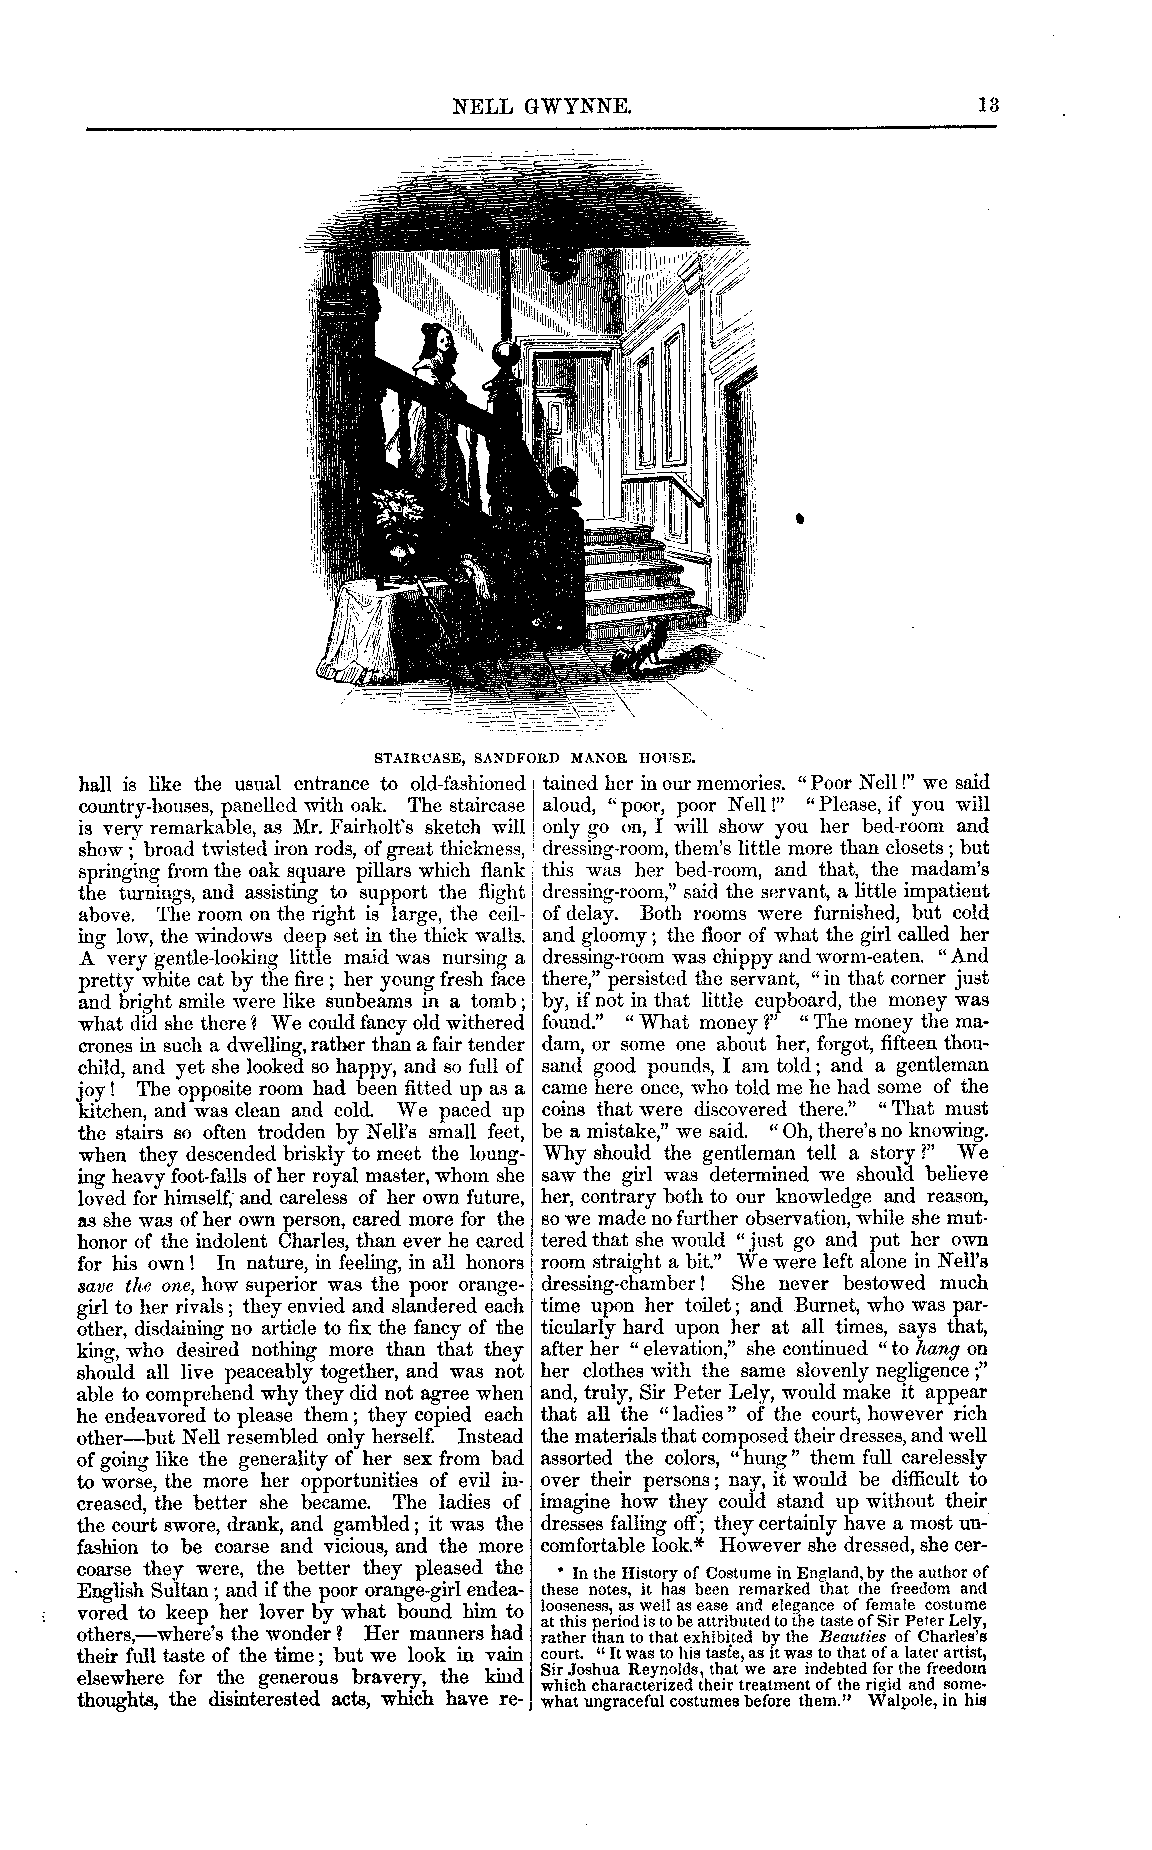 NELL GWYNNE. 13
STAIRCASE, SANDFORD MANOR HOUSE.
hall is like the usual entrance to old-fashioned
country-houses, panelled with oak. The staircase
is very remarkable, as Mr. Fairholt's sketch will
show; broad twisted iron rods, of great thickness,
springing from the oak square pillars which flank
the turnings, and assisting to support the flight
above. The room on the right is large, the ceil-
ing low, the windows deep set in the thick walls.
A very gentle-looking little maid was nursing a
pretty white cat by the fire; her young fresh face
and bright smile were like sunbeams in a tomb;
what did she there? We could fancy old withered
crones in such a dwelling, rather than a fair tender
child, and yet she looked so happy, and so full of
joy! The opposite room had been fitted up as a
kitchen, and was clean and cold. We paced up
the stairs so often trodden by Nell's small feet,
when they descended briskly to meet the loung-
ing heavy foot-falls of her royal master, whom she
loved for himself, and careless of her own future,
as she was of her own person, cared more for the
honor of the indolent Charles, than ever he cared
for his own! In nature, in feeling, in all honors
save the one, how superior was the poor orange-
girl to her rivals; they envied and slandered each
other, disdaining no article to fix the fancy of the
king, who desired nothing more than that they
should all live peaceably together, and was not
able to comprehend why they did not agree when
he endeavored to please them; they copied each
other—but Nell resembled only herself. Instead
of going like the generality of her sex from bad
to worse, the more her opportunities of evil in-
creased, the better she became. The ladies of
the court swore, drank, and gambled; it was the
fashion to be coarse and vicious, and the more
coarse they were, the better they pleased the
English Sultan; and if the poor orange-girl endea-
vored to keep her lover by what bound him to
others,—where's the wonder? Her manners had
their full taste of the time; but we look in vain
elsewhere for the generous bravery, the kind
thoughts, the disinterested acts, which have re-
tained her in our memories. "Poor Nell!" we said
aloud, "poor, poor Nell!" "Please, if you will
only go on, I will show you her bed-room and
dressing-room, them's little more than closets; but
this was her bed-room, and that, the madam's
dressing-room," said the servant, a little impatient
of delay. Both rooms were furnished, but cold
and gloomy; the floor of what the girl called her
dressing-room was chippy and worm-eaten. "And
there," persisted the servant, "in that corner just
by, if not in that little cupboard, the money was
found." "What money?" "The money the ma-
dam, or some one about her, forgot, fifteen thou-
sand good pounds, I am told; and a gentleman
came here once, who told me he had some of the
coins that were discovered there." "That must
be a mistake," we said. "Oh, there's no knowing.
Why should the gentleman tell a story?" We
saw the girl was determined we should believe
her, contrary both to our knowledge and reason,
so we made no further observation, while she mut-
tered that she would "just go and put her own
room straight a bit." We were left alone in Nell's
dressing-chamber! She never bestowed much
time upon her toilet; and Burnet, who was par-
ticularly hard upon her at all times, says that,
after her "elevation," she continued "to hang on
her clothes with the same slovenly negligence;"
and, truly, Sir Peter Lely, would make it appear
that all the "ladies" of the court, however rich
the materials that composed their dresses, and well
assorted the colors, "hung" them full carelessly
over their persons; nay, it would be difficult to
imagine how they could stand up without their
dresses falling off; they certainly have a most un-
comfortable look.* However she dressed, she cer-
* In the History of Costume in England, by the author of
these notes, it has been remarked that the freedom and
looseness, as well as ease and elegance of female costume
at this period is to be attributed to the taste of Sir Peter Lely,
rather than to that exhibited by the Beauties of Charles's
court. "It was to his taste, as it was to that of a later artist,
Sir Joshua Reynolds, that we are indebted for the freedom
which characterized their treatment of the rigid and some-
what ungraceful costumes before them." Walpole, in his